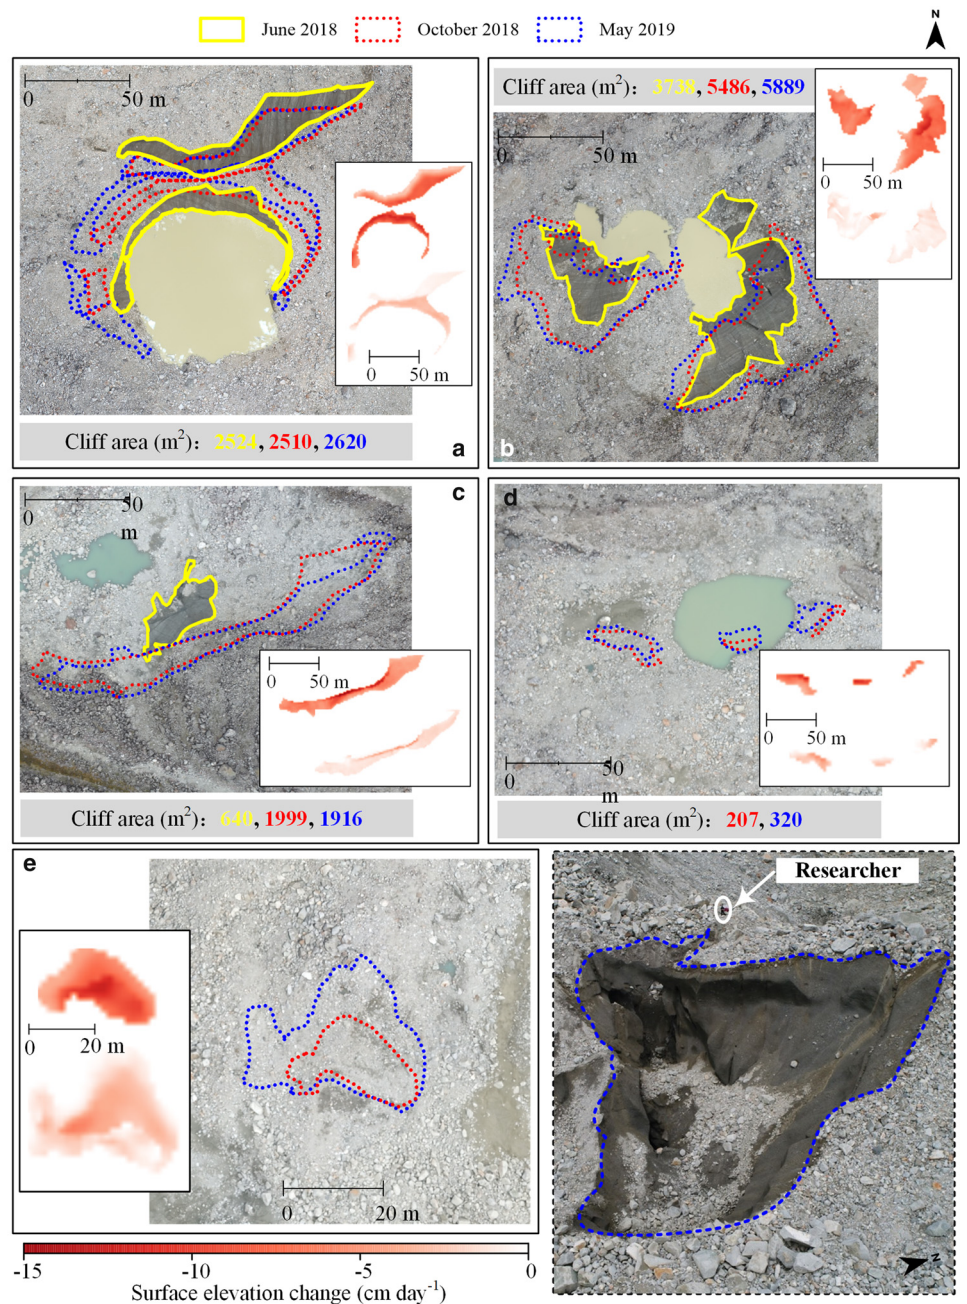 June 2018 October 2018 May 2019
N
0 50 m
50 m
0 50 m
Cliff area (m²): 2524, 2510, 2620
a
Cliff area (m²): 3738, 5486, 5889
0 50 m
0 50 m
b
c
0 50
m
0 50 m
Cliff area (m²): 640, 1999, 1916
d
0 50 m
0 50
m
Cliff area (m²): 207, 320
e
0 20 m
0 20 m
Researcher
N
-15 -10 -5 0
Surface elevation change (cm day⁻¹)